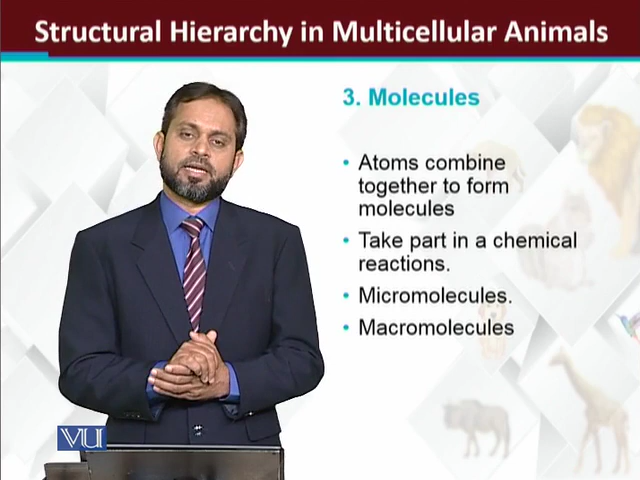 Structural Hierarchy in Multicellular Animals
3. Molecules
• Atoms combine
together to form
molecules
• Take part in a chemical
reactions.
• Micromolecules.
• Macromolecules
VU